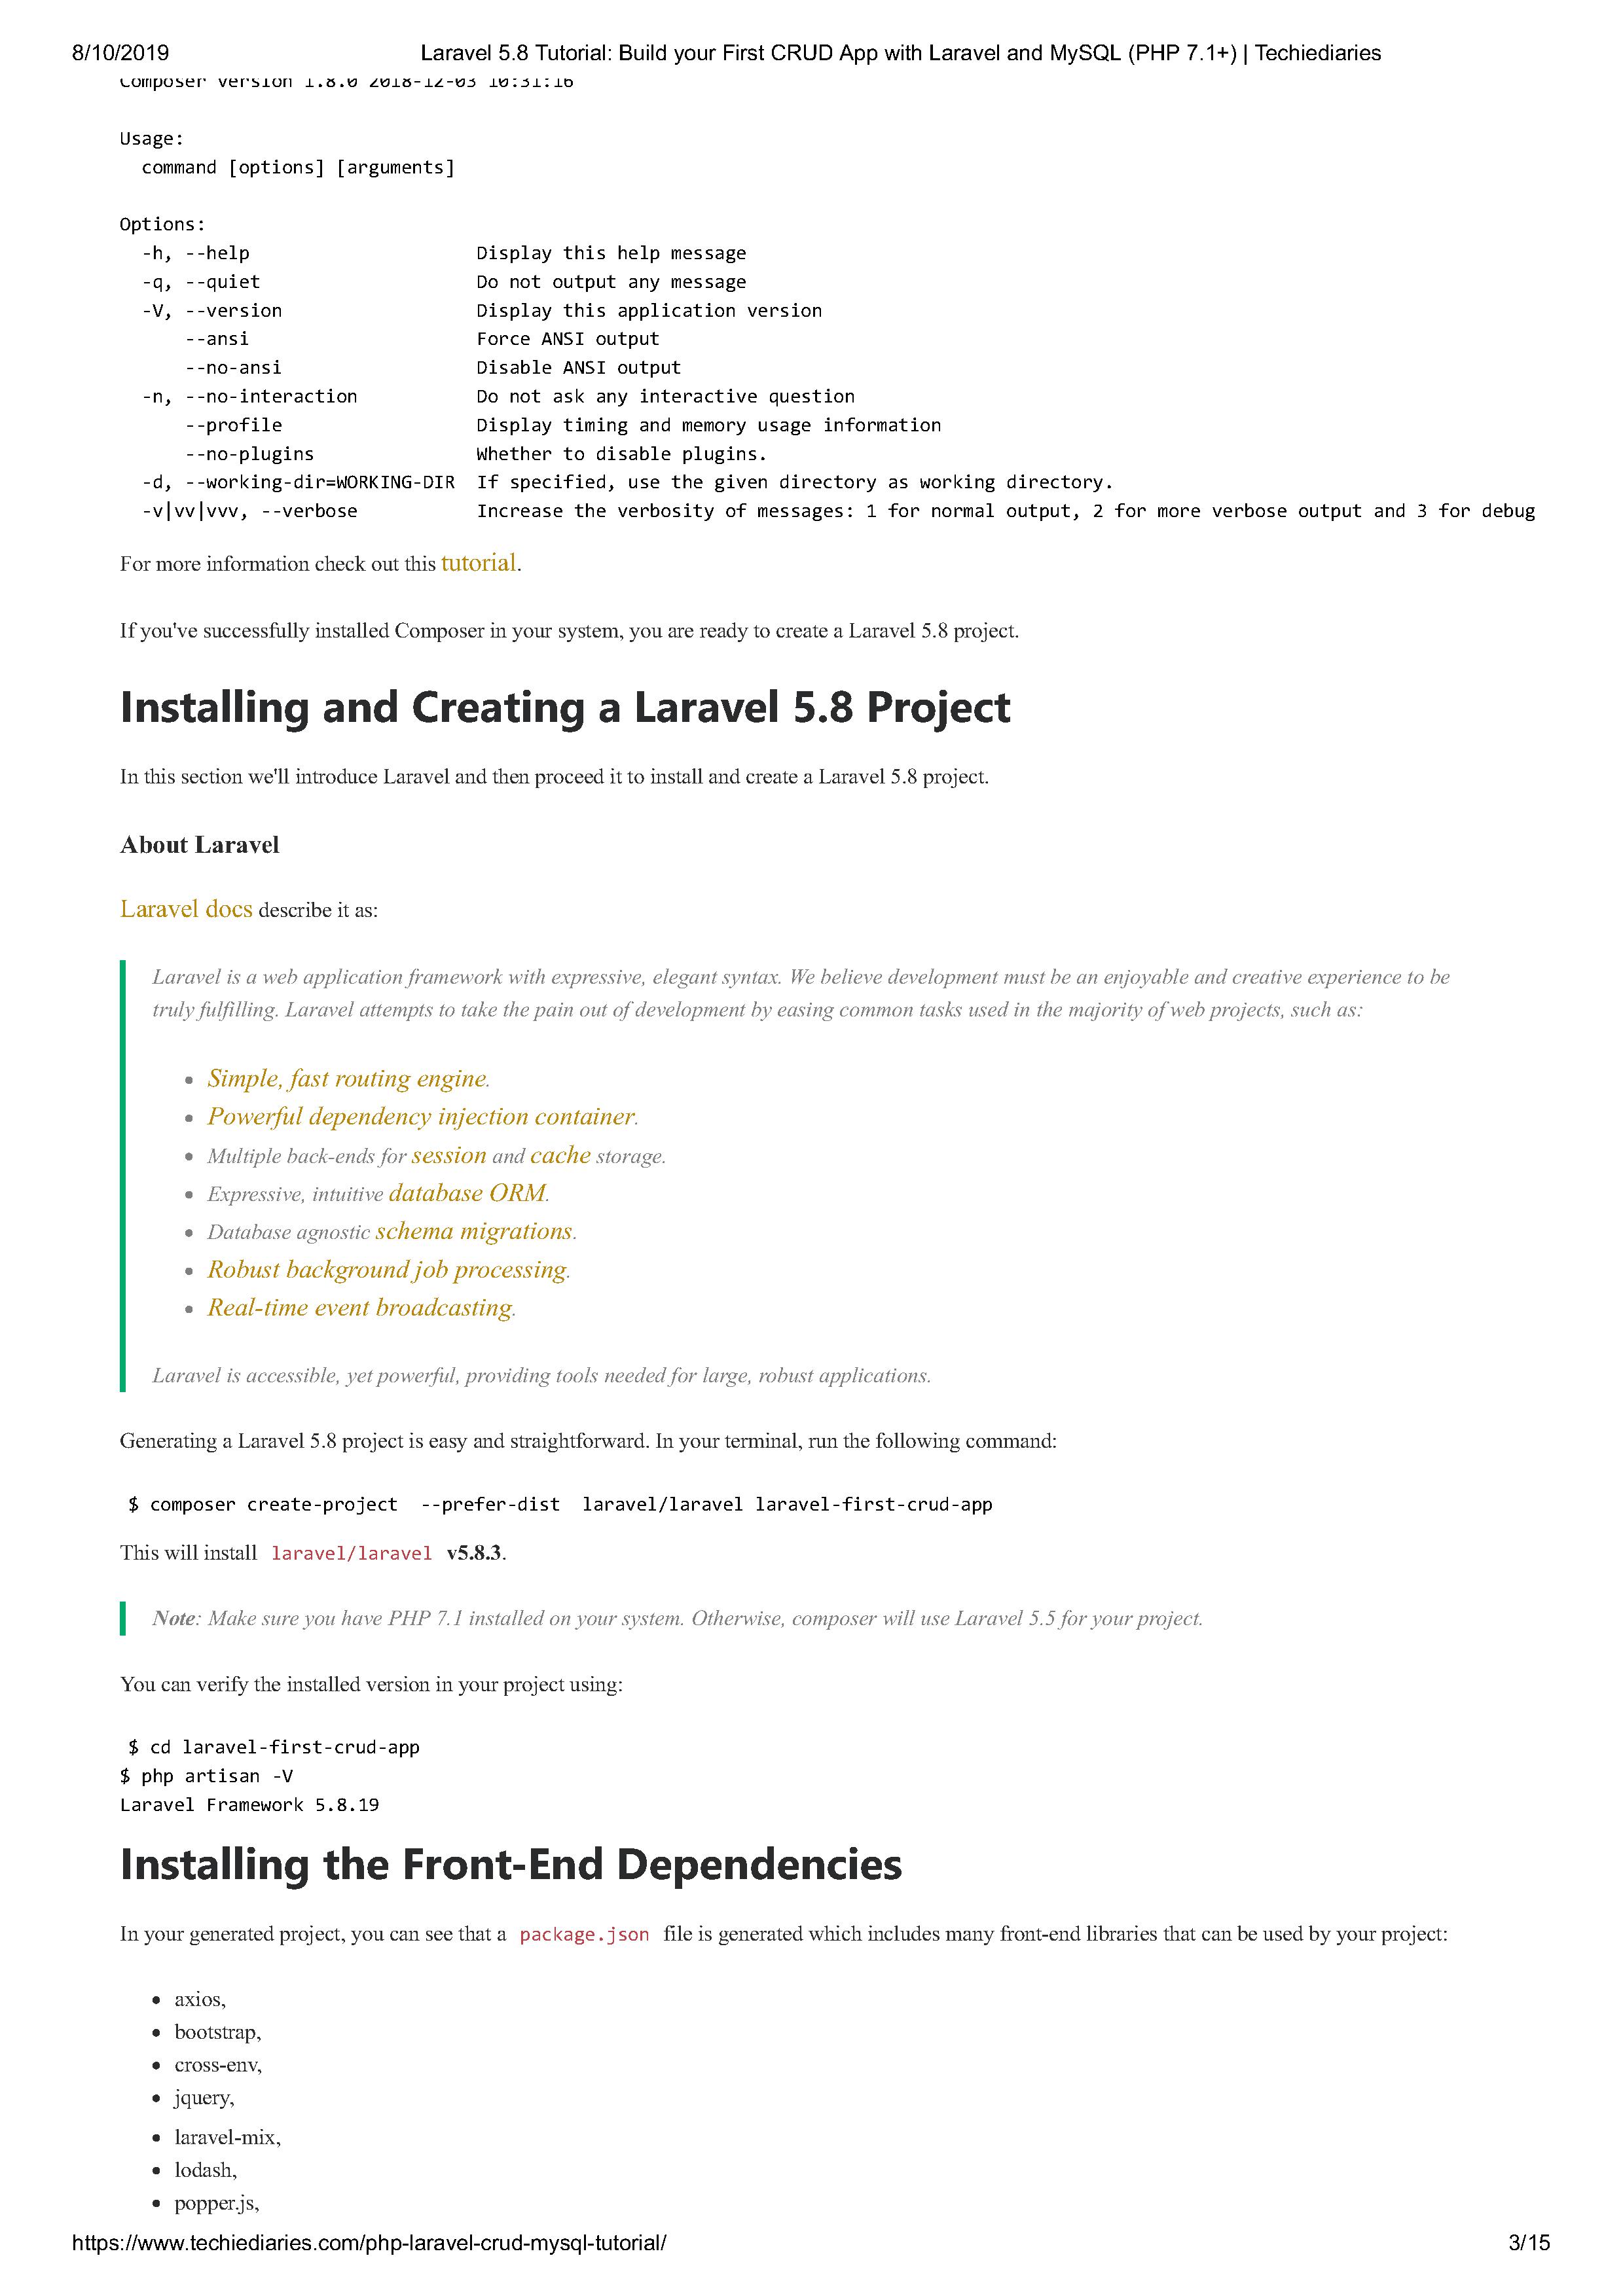 8/10/2019 Laravel 5.8 Tutorial: Build your First CRUD App with Laravel and MySQL (PHP 7.1+) | Techiediaries
Composer version 1.8.0 2018-12-03 10:31:16
Usage:
command [options] [arguments]
Options:
-h, --help Display this help message
-q, --quiet Do not output any message
-V, --version Display this application version
--ansi Force ANSI output
--no-ansi Disable ANSI output
-n, --no-interaction Do not ask any interactive question
--profile Display timing and memory usage information
--no-plugins Whether to disable plugins.
-d, --working-dir=WORKING-DIR If specified, use the given directory as working directory.
-v|vv|vvv, --verbose Increase the verbosity of messages: 1 for normal output, 2 for more verbose output and 3 for debug
For more information check out this tutorial.
If you've successfully installed Composer in your system, you are ready to create a Laravel 5.8 project.
Installing and Creating a Laravel 5.8 Project
In this section we'll introduce Laravel and then proceed it to install and create a Laravel 5.8 project.
About Laravel
Laravel docs describe it as:
Laravel is a web application framework with expressive, elegant syntax. We believe development must be an enjoyable and creative experience to be
truly fulfilling. Laravel attempts to take the pain out of development by easing common tasks used in the majority of web projects, such as:
• Simple, fast routing engine.
• Powerful dependency injection container.
• Multiple back-ends for session and cache storage.
• Expressive, intuitive database ORM.
• Database agnostic schema migrations.
• Robust background job processing.
• Real-time event broadcasting.
Laravel is accessible, yet powerful, providing tools needed for large, robust applications.
Generating a Laravel 5.8 project is easy and straightforward. In your terminal, run the following command:
$ composer create-project --prefer-dist laravel/laravel laravel-first-crud-app
This will install laravel/laravel v5.8.3.
Note: Make sure you have PHP 7.1 installed on your system. Otherwise, composer will use Laravel 5.5 for your project.
You can verify the installed version in your project using:
$ cd laravel-first-crud-app
$ php artisan -V
Laravel Framework 5.8.19
Installing the Front-End Dependencies
In your generated project, you can see that a package.json file is generated which includes many front-end libraries that can be used by your project:
• axios,
• bootstrap,
• cross-env,
• jquery,
• laravel-mix,
• lodash,
• popper.js,
https://www.techiediaries.com/php-laravel-crud-mysql-tutorial/ 3/15